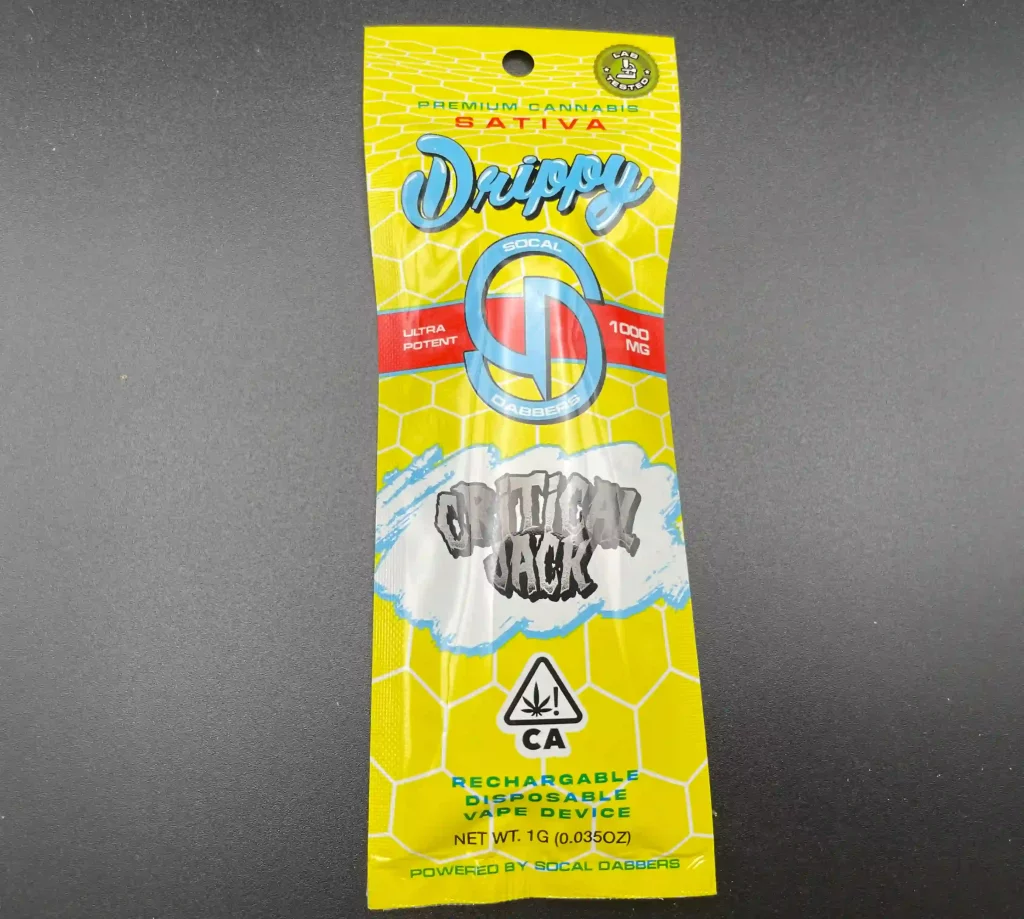 LAB
TESTED
PREMIUM CANNABIS
SATIVA
Drippy
SOCAL
ULTRA
POTENT
1000
MG
DABBERS
CRITICAL
JACK
!
CA
RECHARGABLE
DISPOSABLE
VAPE DEVICE
NET WT. 1G (0.035OZ)
POWERED BY SOCAL DABBERS